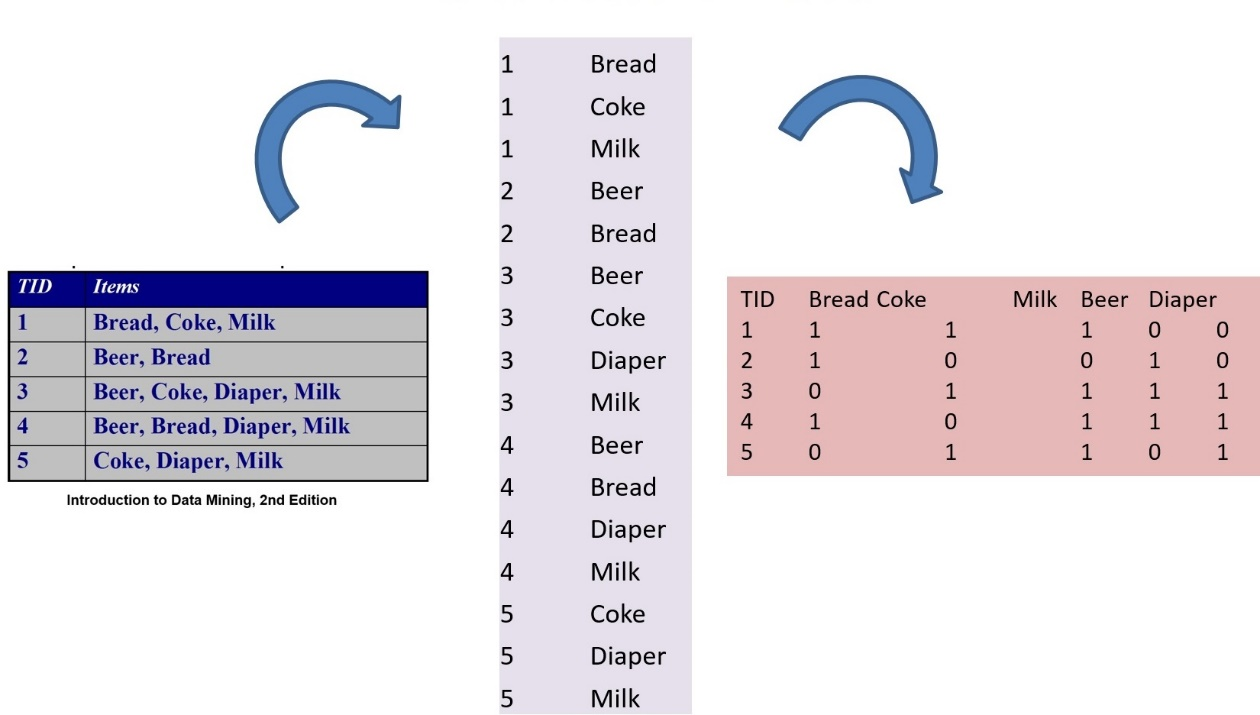 TID Items
1 Bread, Coke, Milk
2 Beer, Bread
3 Beer, Coke, Diaper, Milk
4 Beer, Bread, Diaper, Milk
5 Coke, Diaper, Milk
Introduction to Data Mining, 2nd Edition
1 Bread
1 Coke
1 Milk
2 Beer
2 Bread
3 Beer
3 Coke
3 Diaper
3 Milk
4 Beer
4 Bread
4 Diaper
4 Milk
5 Coke
5 Diaper
5 Milk
TID Bread Coke Milk Beer Diaper
1 1 1 1 0 0
2 1 0 0 1 0
3 0 1 1 1 1
4 1 0 1 1 1
5 0 1 1 0 1